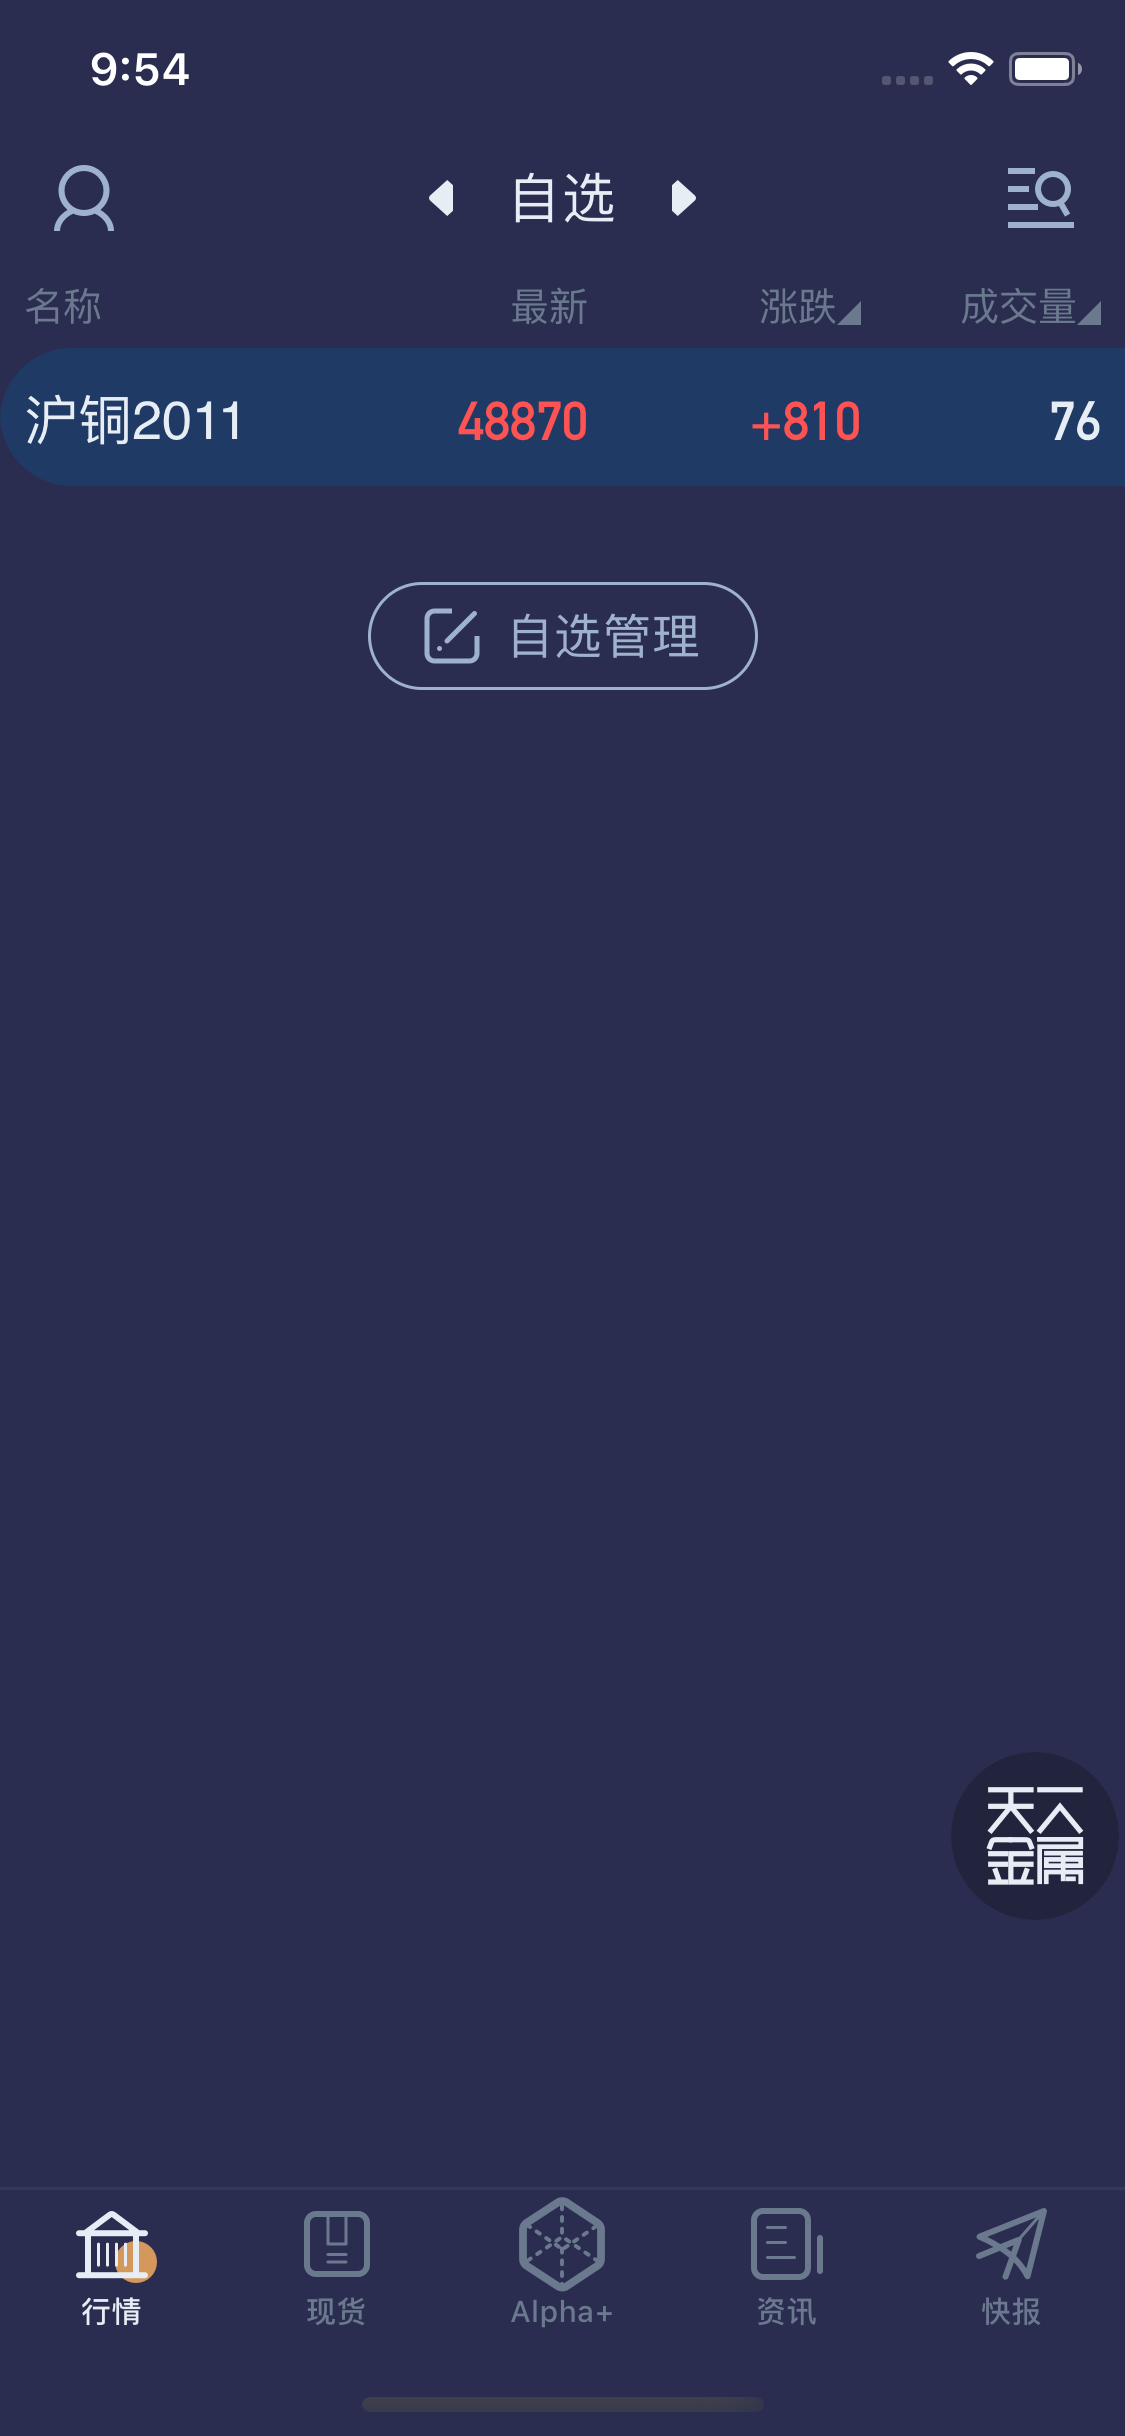 9:54
自选
名称 最新 涨跌 成交量
沪铜2011 48870 +810 76
自选管理
天一
金属
行情 现货 Alpha+ 资讯 快报